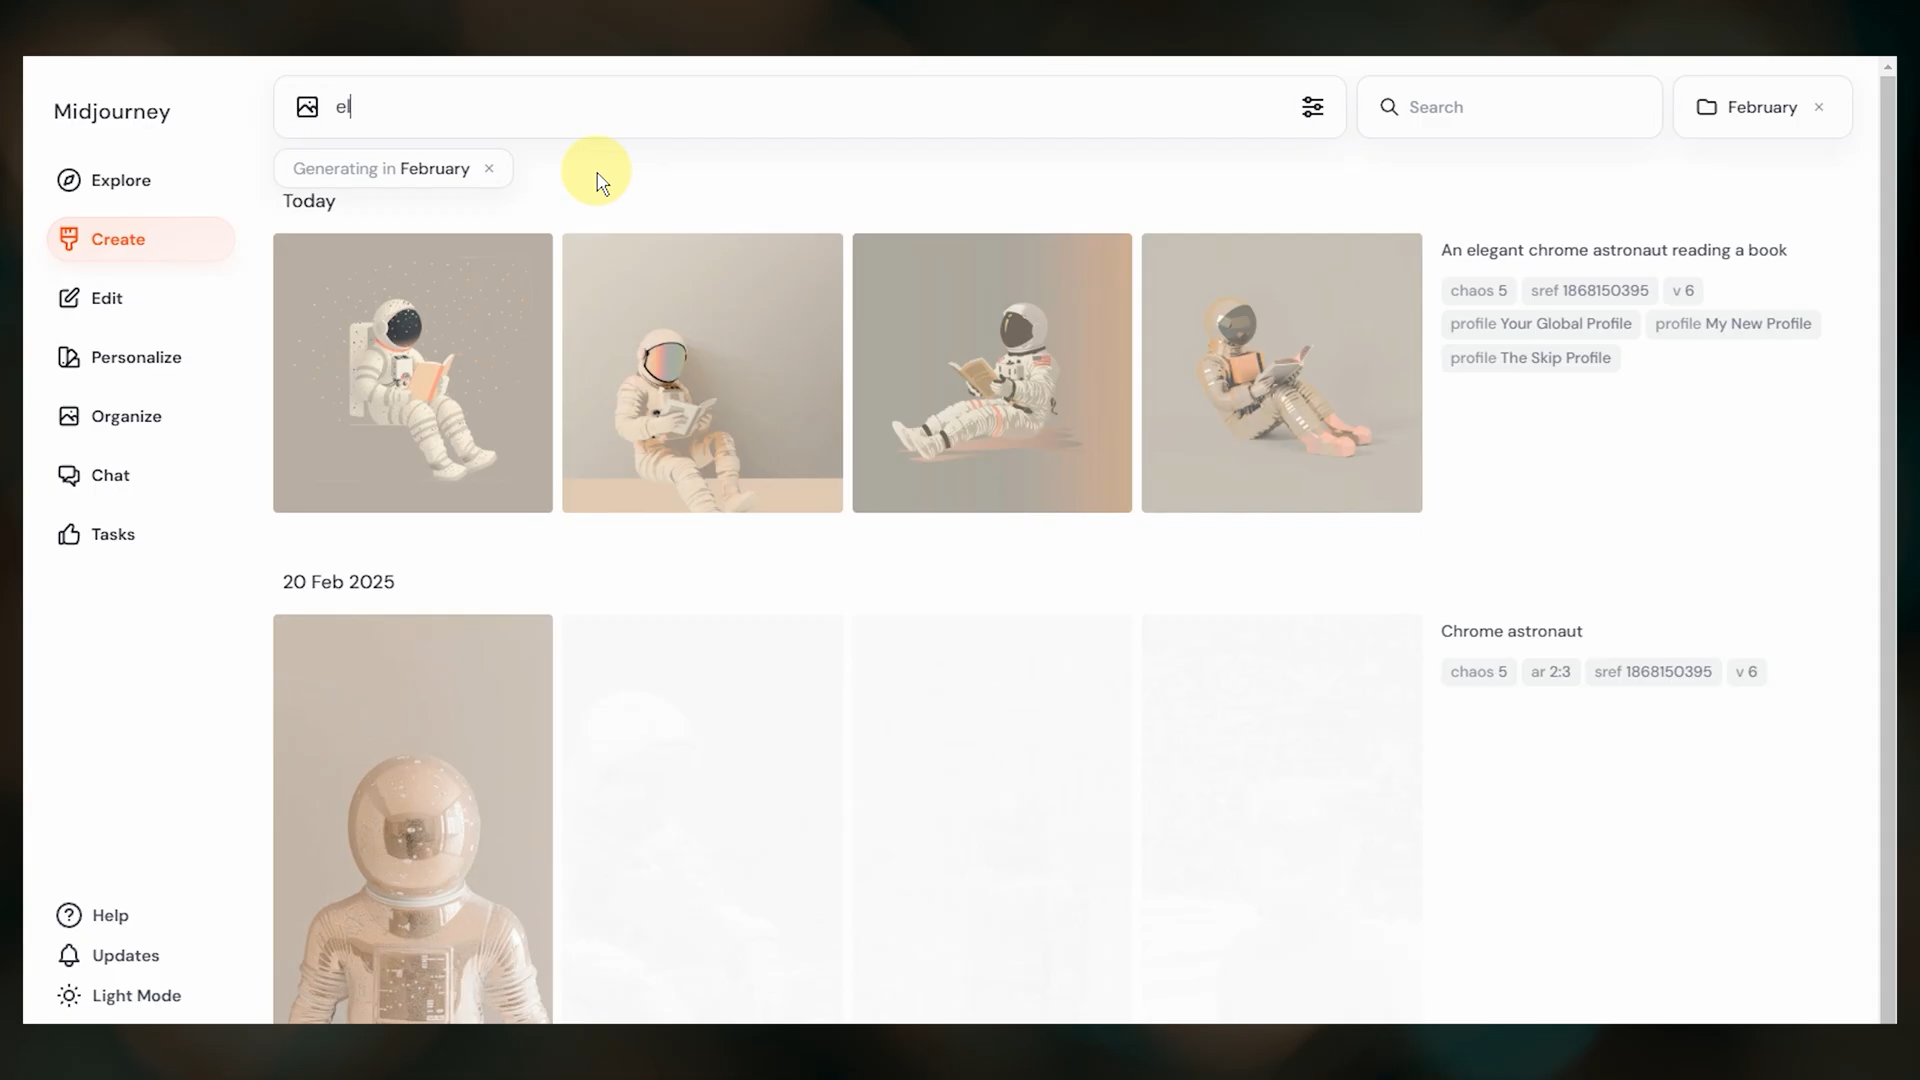 Midjourney
el
Search
February
Generating in February
Today
Explore
Create
Edit
Personalize
Organize
Chat
Tasks
An elegant chrome astronaut reading a book
chaos 5 sref 1868150395 v 6
profile Your Global Profile profile My New Profile
profile The Skip Profile
20 Feb 2025
Chrome astronaut
chaos 5 ar 2:3 sref 1868150395 v 6
Help
Updates
Light Mode